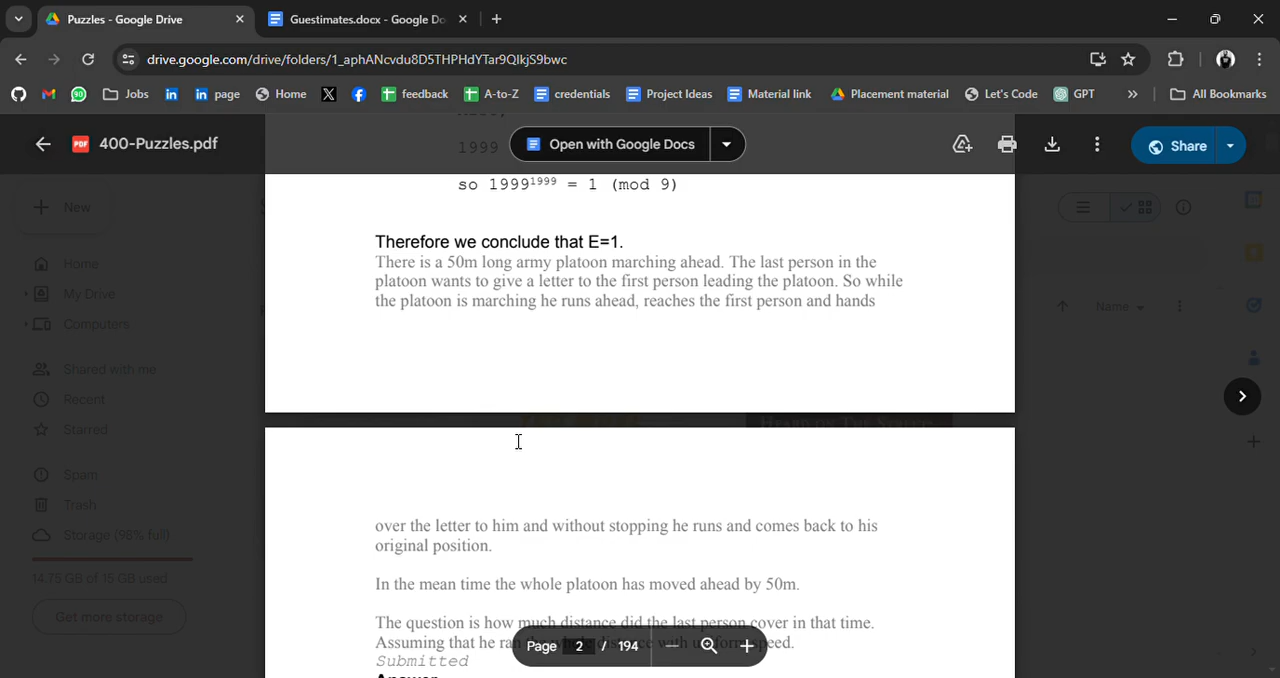 Puzzles - Google Drive
Guestimates.docx - Google Do
drive.google.com/drive/folders/1_aphANcvdu8D5THPHdYTar9QIkjS9bwc
Jobs
page
Home
feedback
A-to-Z
credentials
Project Ideas
Material link
Placement material
Let's Code
GPT
All Bookmarks
PDF
400-Puzzles.pdf
Open with Google Docs
Share
1999
so 1999¹⁹⁹⁹ = 1 (mod 9)
New
Home
My Drive
Computers
Shared with me
Recent
Starred
Spam
Trash
Storage (98% full)
14.75 GB of 15 GB used
Get more storage
Name
Therefore we conclude that E=1.
There is a 50m long army platoon marching ahead. The last person in the
platoon wants to give a letter to the first person leading the platoon. So while
the platoon is marching he runs ahead, reaches the first person and hands
over the letter to him and without stopping he runs and comes back to his
original position.
In the mean time the whole platoon has moved ahead by 50m.
The question is how much distance did the last person cover in that time.
Assuming that he ran the whole distance with uniform speed.
Submitted
Answer
Page 2 / 194